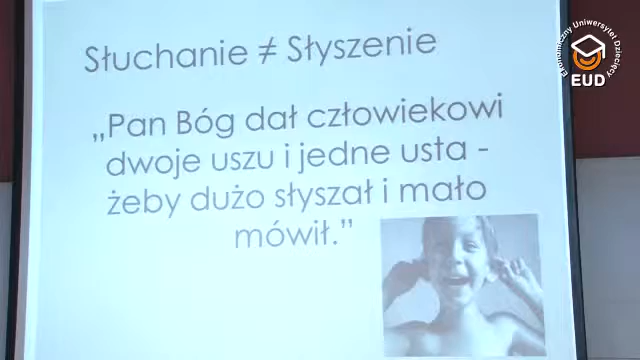 Słuchanie ≠ Słyszenie
„Pan Bóg dał człowiekowi
dwoje uszu i jedne usta -
żeby dużo słyszał i mało
mówił.”
Ekonomiczny Uniwersytet Dziecięcy
EUD